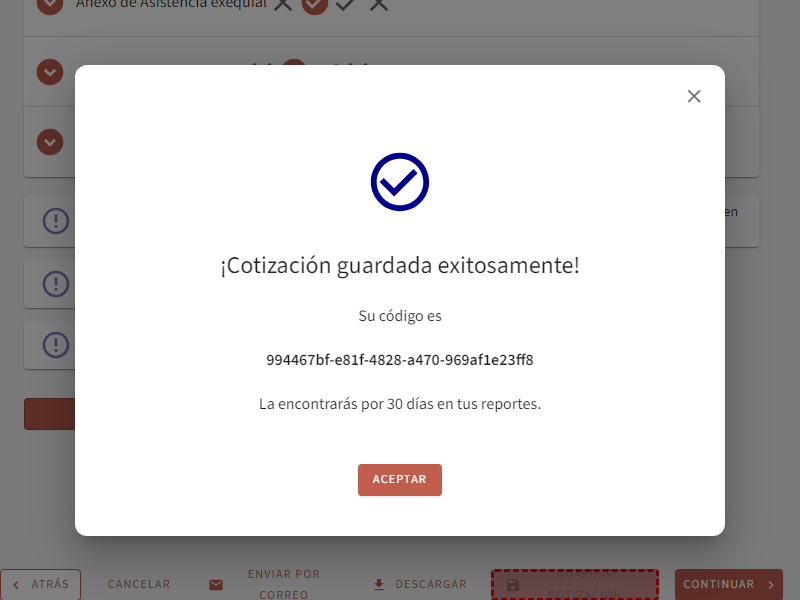 Anexo de Asistencia exequial
en
¡Cotización guardada exitosamente!
Su código es
994467bf-e81f-4828-a470-969af1e23ff8
La encontrarás por 30 días en tus reportes.
ACEPTAR
ATRÁS
CANCELAR
ENVIAR POR
CORREO
DESCARGAR
GUARDAR
COTIZACIÓN
CONTINUAR